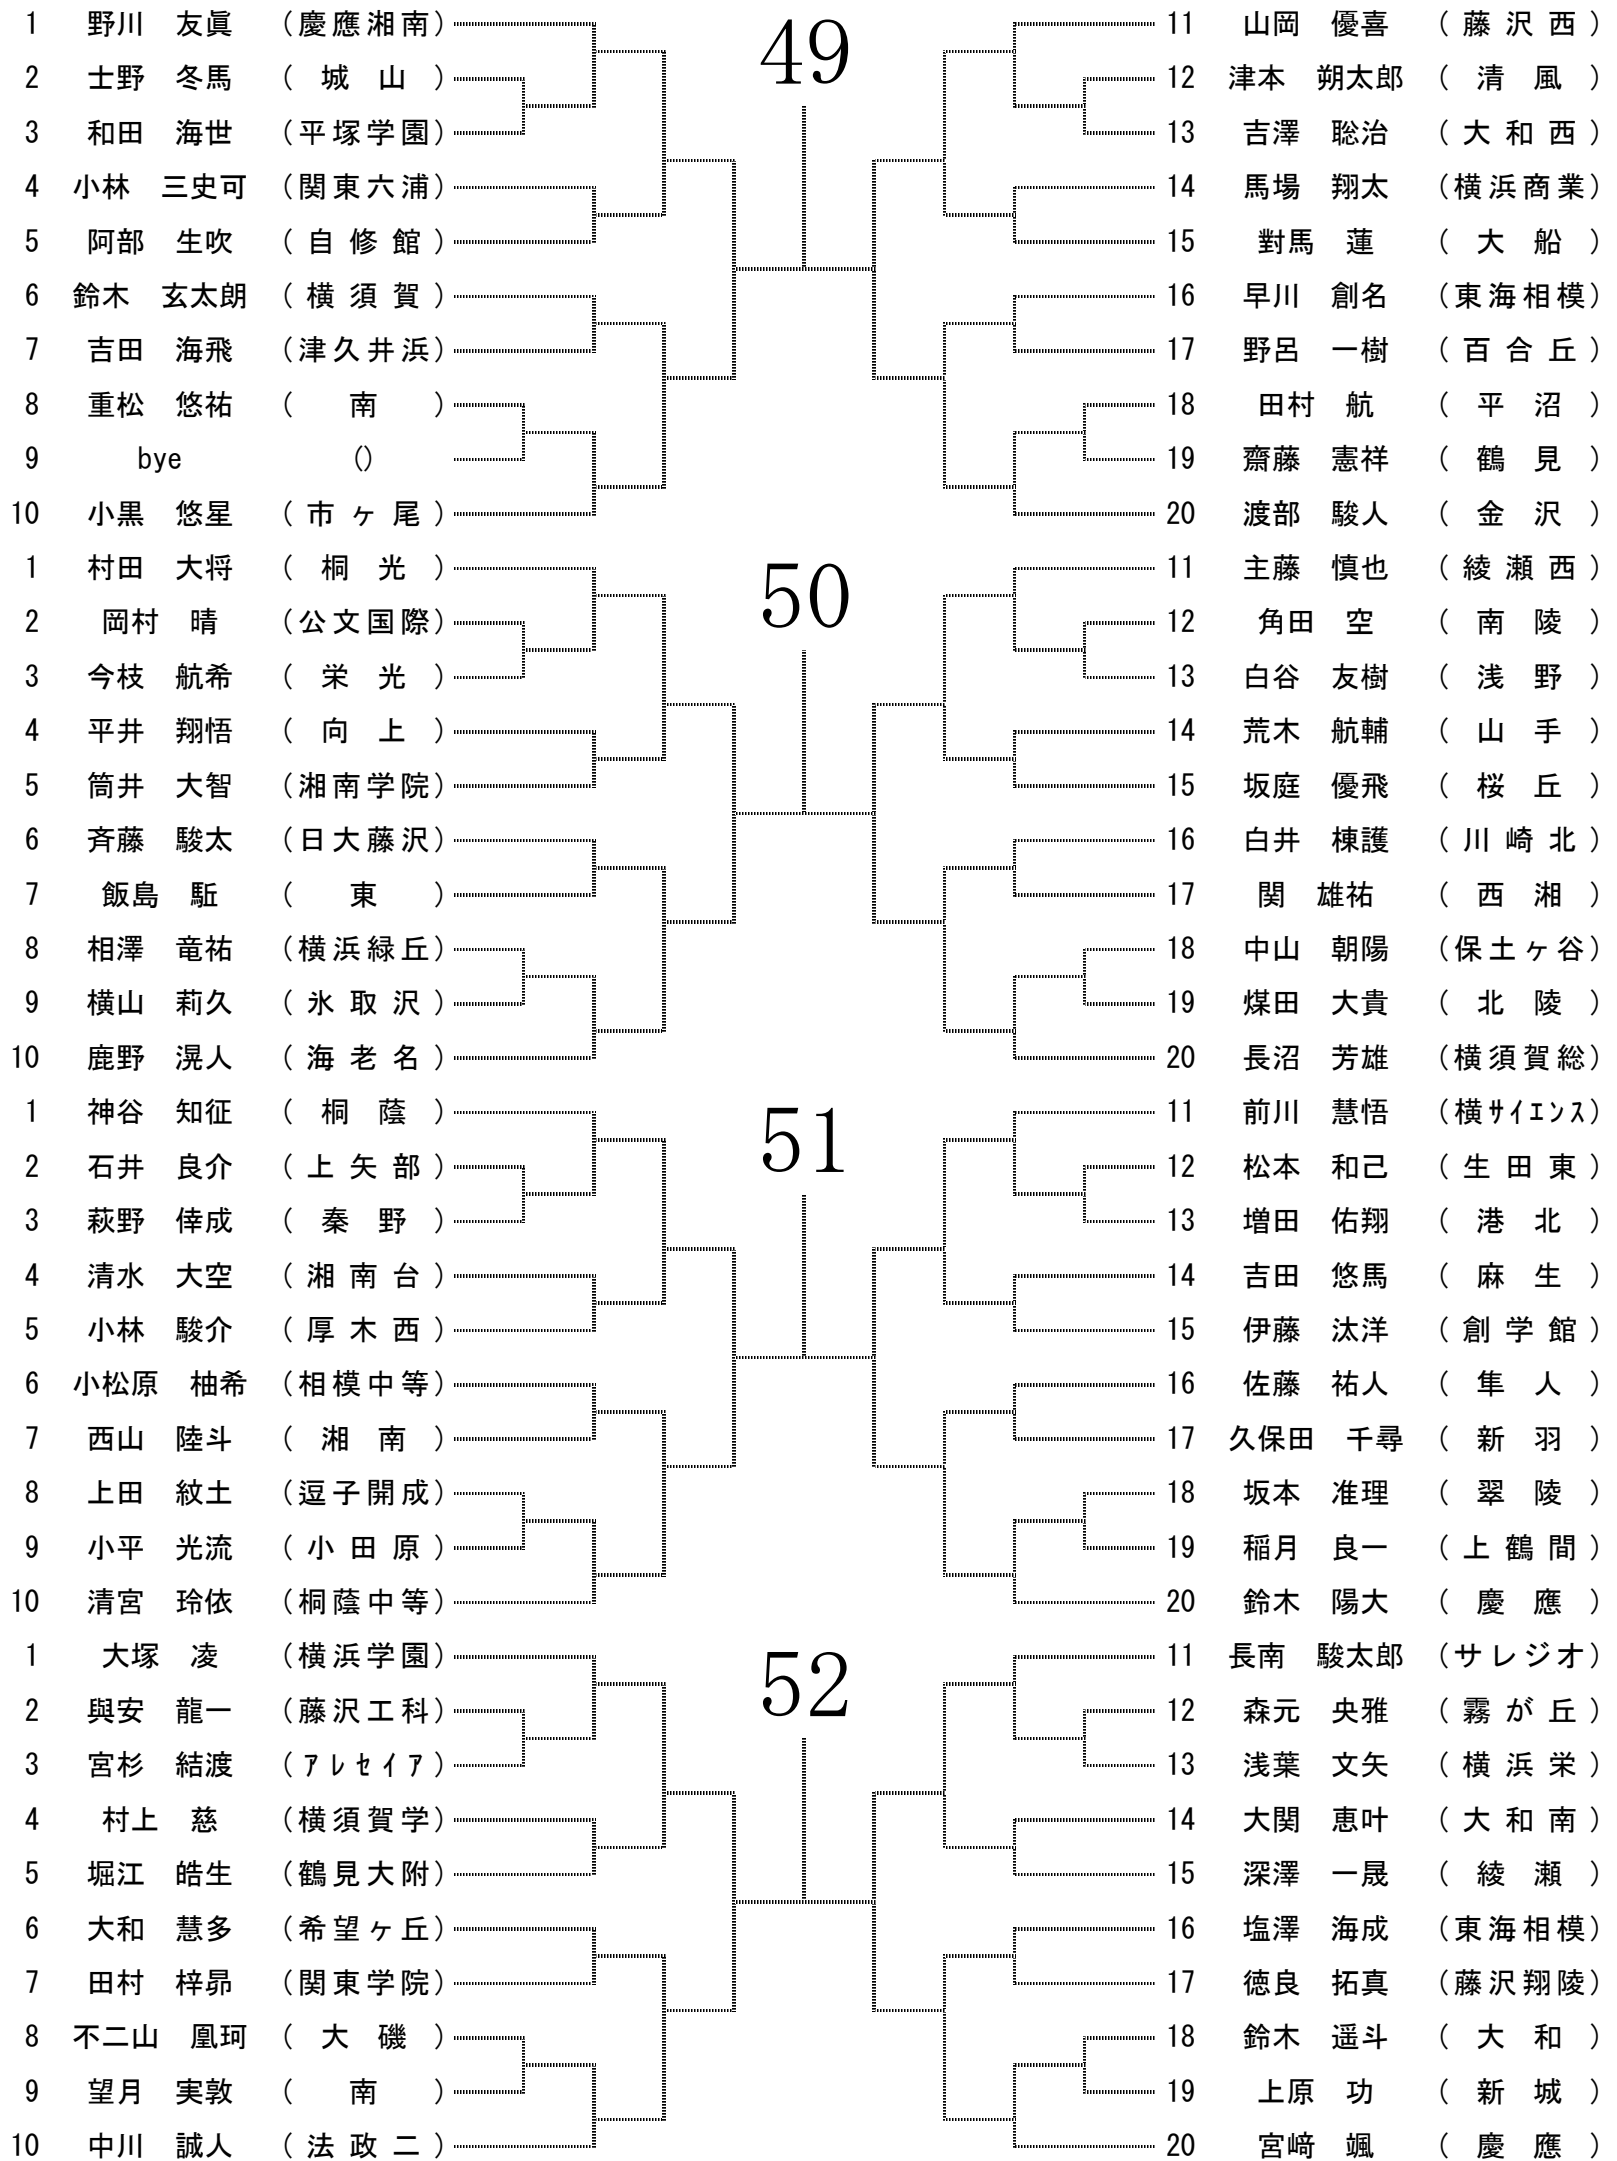 49
1 野川 友眞 (慶應湘南)
2 士野 冬馬 (城山)
3 和田 海世 (平塚学園)
4 小林 三史可 (関東六浦)
5 阿部 生吹 (自修館)
6 鈴木 玄太朗 (横須賀)
7 吉田 海飛 (津久井浜)
8 重松 悠祐 (南)
9 bye ()
10 小黒 悠星 (市ヶ尾)
11 山岡 優喜 (藤沢西)
12 津本 朔太郎 (清風)
13 吉澤 聡治 (大和西)
14 馬場 翔太 (横浜商業)
15 對馬 蓮 (大船)
16 早川 創名 (東海相模)
17 野呂 一樹 (百合丘)
18 田村 航 (平沼)
19 齋藤 憲祥 (鶴見)
20 渡部 駿人 (金沢)
50
1 村田 大将 (桐光)
2 岡村 晴 (公文国際)
3 今枝 航希 (栄光)
4 平井 翔悟 (向上)
5 筒井 大智 (湘南学院)
6 斉藤 駿太 (日大藤沢)
7 飯島 駈 (東)
8 相澤 竜祐 (横浜緑丘)
9 横山 莉久 (氷取沢)
10 鹿野 滉人 (海老名)
11 主藤 慎也 (綾瀬西)
12 角田 空 (南陵)
13 白谷 友樹 (浅野)
14 荒木 航輔 (山手)
15 坂庭 優飛 (桜丘)
16 白井 棟護 (川崎北)
17 関 雄祐 (西湘)
18 中山 朝陽 (保土ヶ谷)
19 煤田 大貴 (北陵)
20 長沼 芳雄 (横須賀総)
51
1 神谷 知征 (桐蔭)
2 石井 良介 (上矢部)
3 萩野 倖成 (秦野)
4 清水 大空 (湘南台)
5 小林 駿介 (厚木西)
6 小松原 柚希 (相模中等)
7 西山 陸斗 (湘南)
8 上田 紋士 (逗子開成)
9 小平 光流 (小田原)
10 清宮 玲依 (桐蔭中等)
11 前川 慧悟 (横サイエンス)
12 松本 和己 (生田東)
13 増田 佑翔 (港北)
14 吉田 悠馬 (麻生)
15 伊藤 汰洋 (創学館)
16 佐藤 祐人 (隼人)
17 久保田 千尋 (新羽)
18 坂本 准理 (翠陵)
19 稲月 良一 (上鶴間)
20 鈴木 陽大 (慶應)
52
1 大塚 凌 (横浜学園)
2 與安 龍一 (藤沢工科)
3 宮杉 結渡 (アレセイア)
4 村上 慈 (横須賀学)
5 堀江 皓生 (鶴見大附)
6 大和 慧多 (希望ヶ丘)
7 田村 梓昴 (関東学院)
8 不二山 凰珂 (大磯)
9 望月 実敦 (南)
10 中川 誠人 (法政二)
11 長南 駿太郎 (サレジオ)
12 森元 央雅 (霧が丘)
13 浅葉 文矢 (横浜栄)
14 大関 恵叶 (大和南)
15 深澤 一晟 (綾瀬)
16 塩澤 海成 (東海相模)
17 徳良 拓真 (藤沢翔陵)
18 鈴木 遥斗 (大和)
19 上原 功 (新城)
20 宮﨑 颯 (慶應)